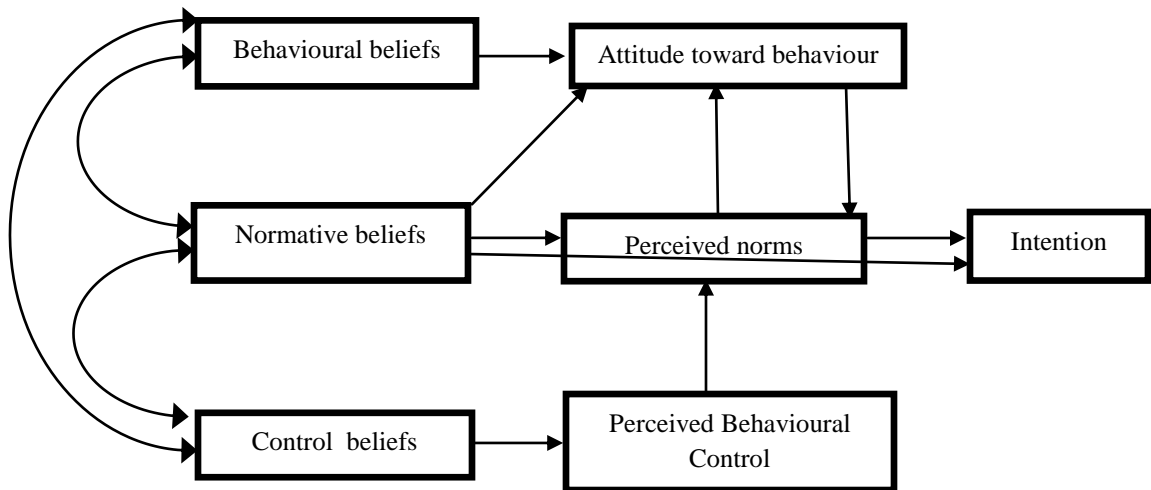 Behavioural beliefs
Attitude toward behaviour
Normative beliefs
Perceived norms
Intention
Control beliefs
Perceived Behavioural
Control